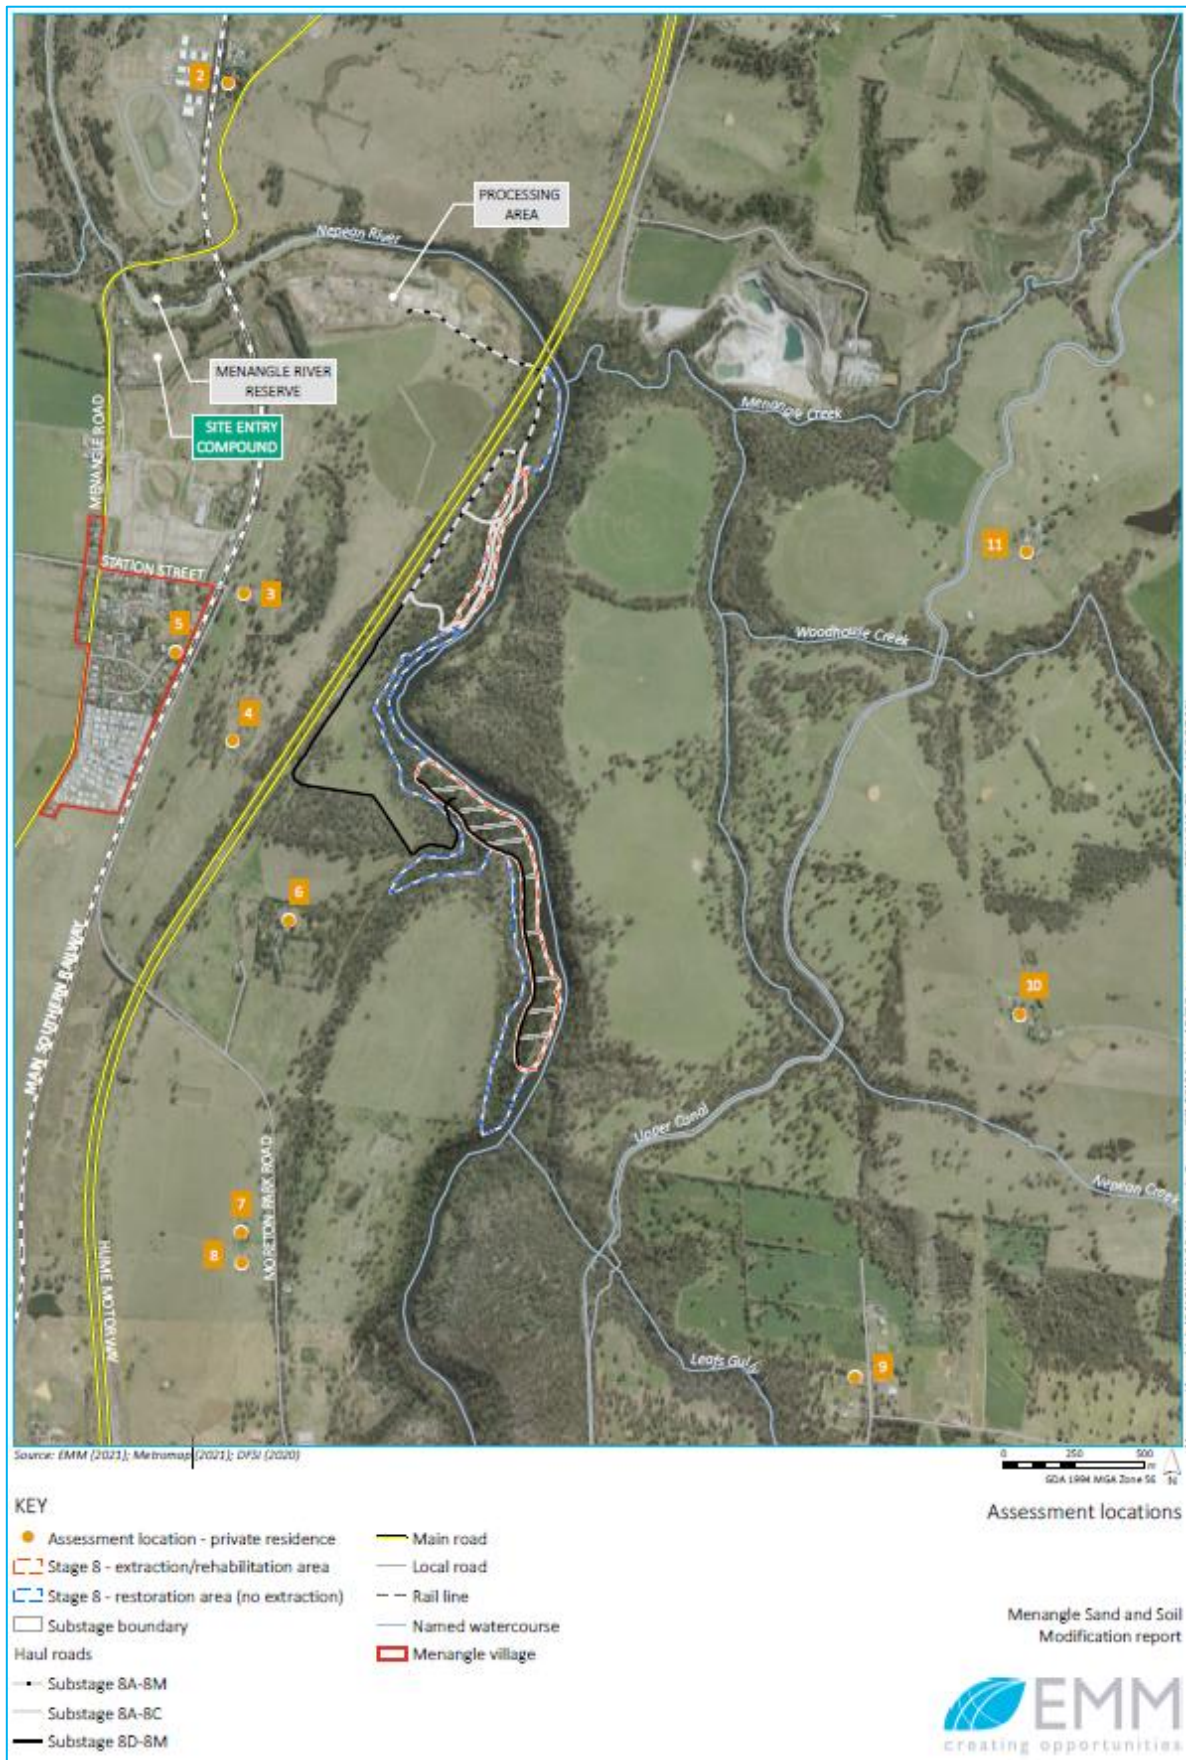 2
PROCESSING
AREA
Nepean River
MENANGLE RIVER
RESERVE
SITE ENTRY
COMPOUND
MENANGLE ROAD
Menangle Creek
STATION STREET
11
3
5
Woodhouse Creek
4
6
MAIN SOUTHERN RAILWAY
10
Upper Canal
Nepean Creek
7
8
MORETON PARK ROAD
HUME MOTORWAY
Leafs Gully
9
Source: EMM (2021); Metromap (2021); DFSI (2020)
0 250 500
m
GDA 1994 MGA Zone 56
N
KEY
Assessment location - private residence
Stage 8 - extraction/rehabilitation area
Stage 8 - restoration area (no extraction)
Substage boundary
Haul roads
Substage 8A-8M
Substage 8A-8C
Substage 8D-8M
Main road
Local road
Rail line
Named watercourse
Menangle village
Assessment locations
Menangle Sand and Soil
Modification report
EMM
creating opportunities